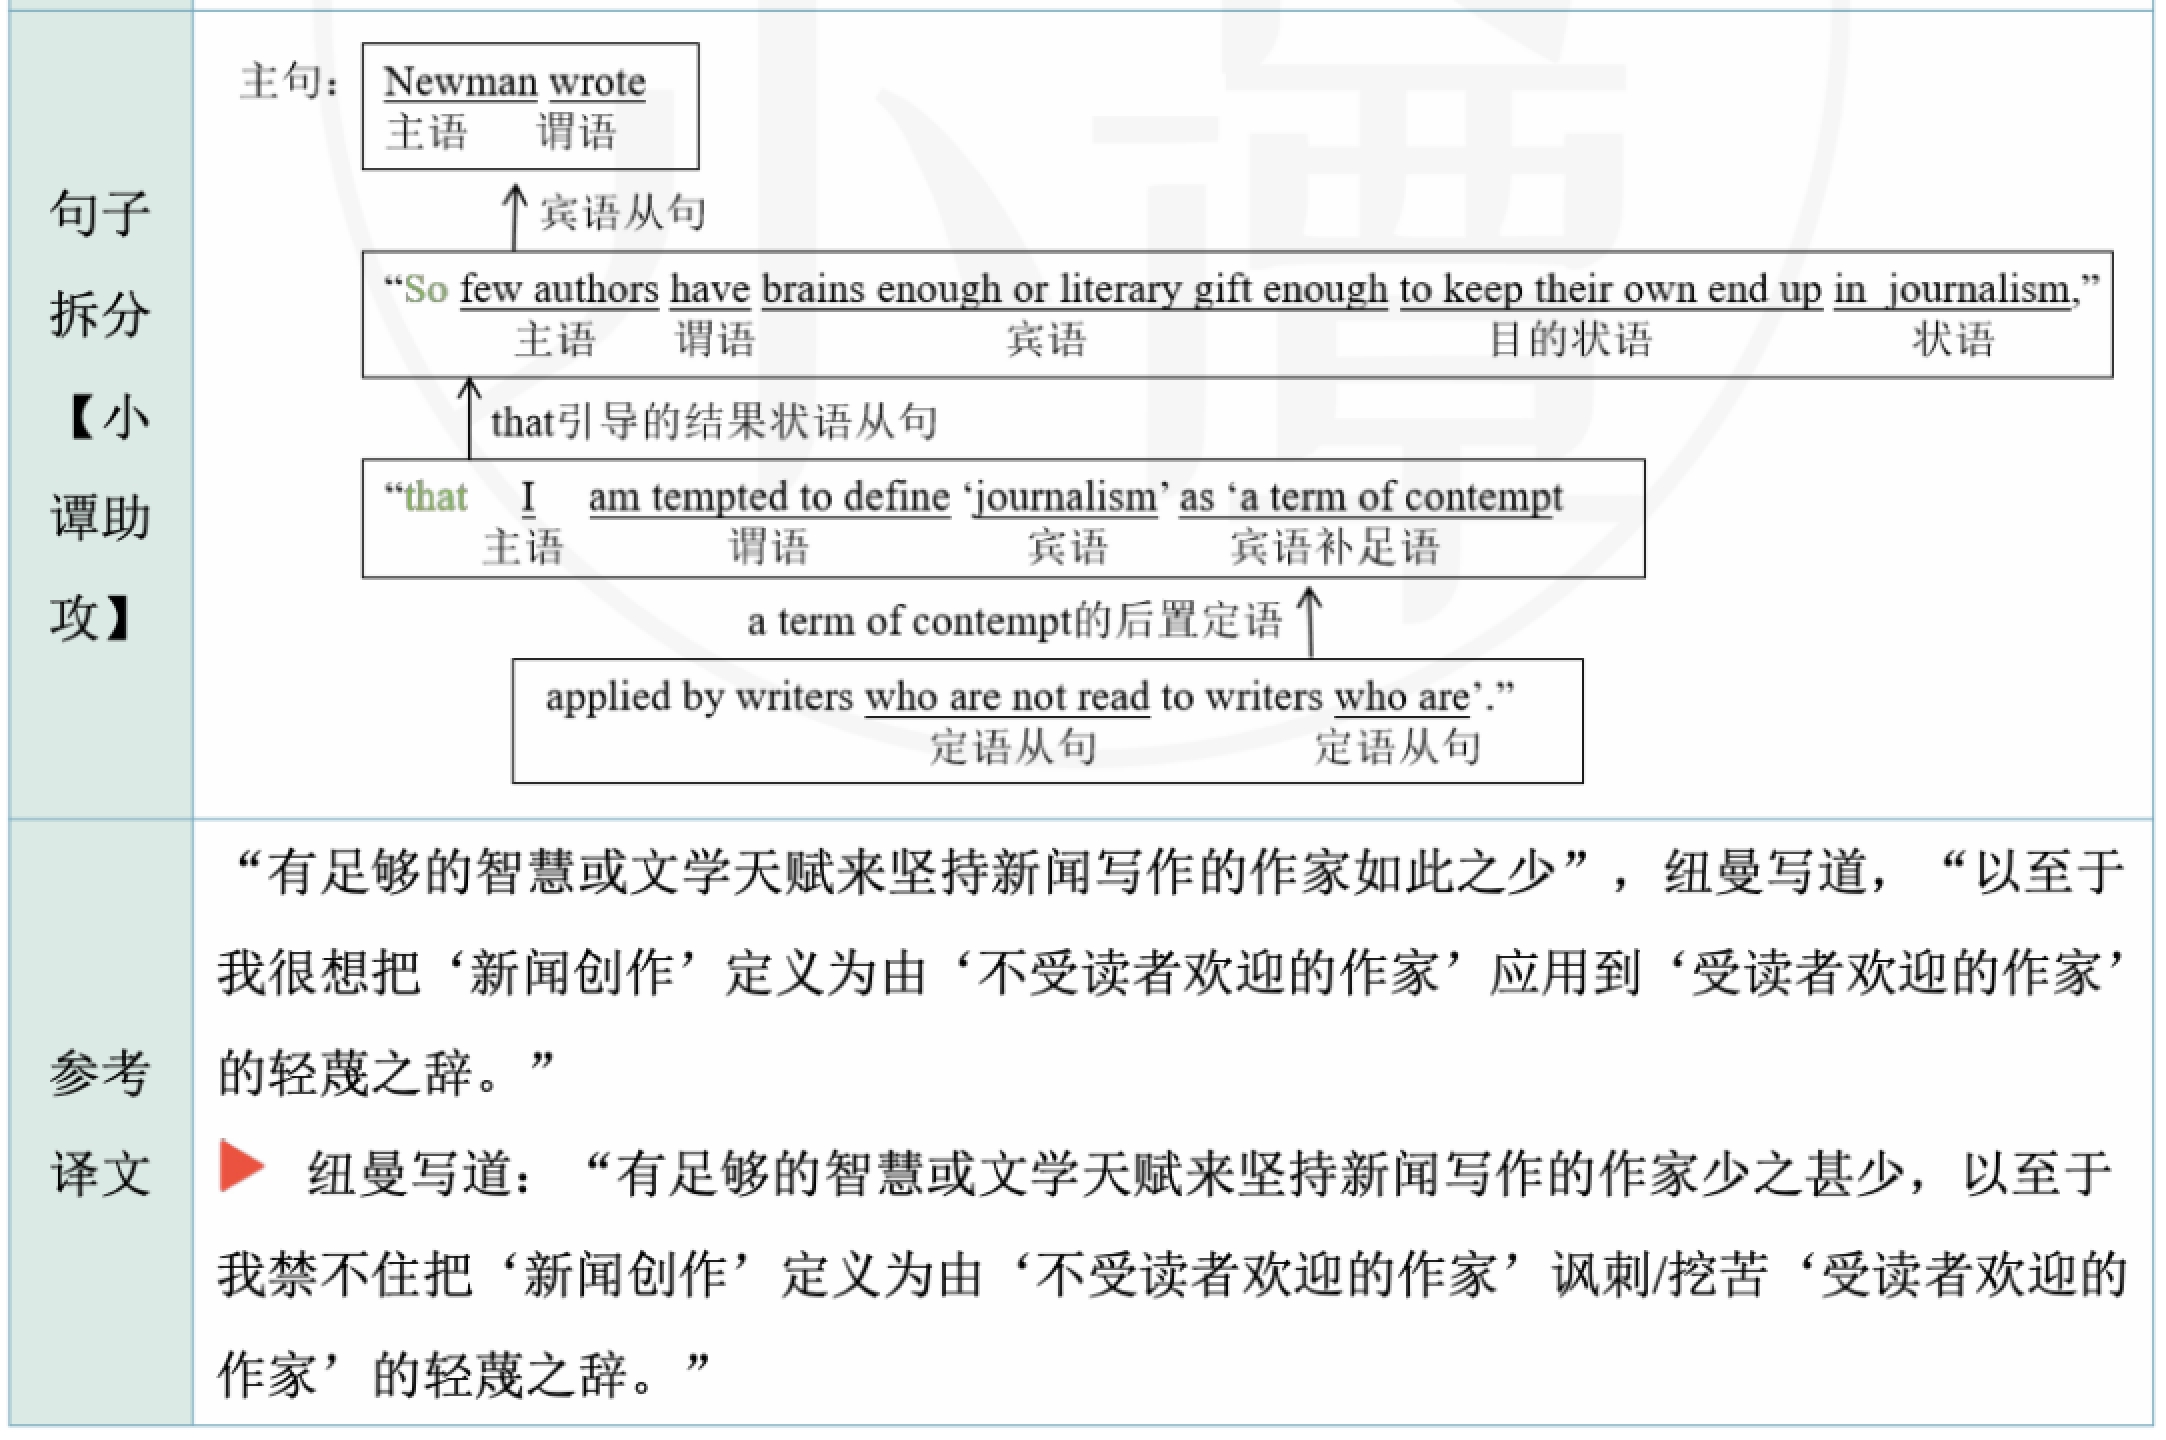 句子
拆分
【小
谭助
攻】
主句：
Newman wrote
主语 谓语
宾语从句
“So few authors have brains enough or literary gift enough to keep their own end up in journalism,”
主语 谓语 宾语 目的状语 状语
that引导的结果状语从句
“that I am tempted to define ‘journalism’ as ‘a term of contempt
主语 谓语 宾语 宾语补足语
a term of contempt的后置定语
applied by writers who are not read to writers who are’.”
定语从句 定语从句
参考
译文
“有足够的智慧或文学天赋来坚持新闻写作的作家如此之少”，纽曼写道，“以至于
我很想把‘新闻创作’定义为由‘不受读者欢迎的作家’应用到‘受读者欢迎的作家’
的轻蔑之辞。”
纽曼写道：“有足够的智慧或文学天赋来坚持新闻写作的作家少之甚少，以至于
我禁不住把‘新闻创作’定义为由‘不受读者欢迎的作家’讽刺/挖苦‘受读者欢迎的
作家’的轻蔑之辞。”
小谭